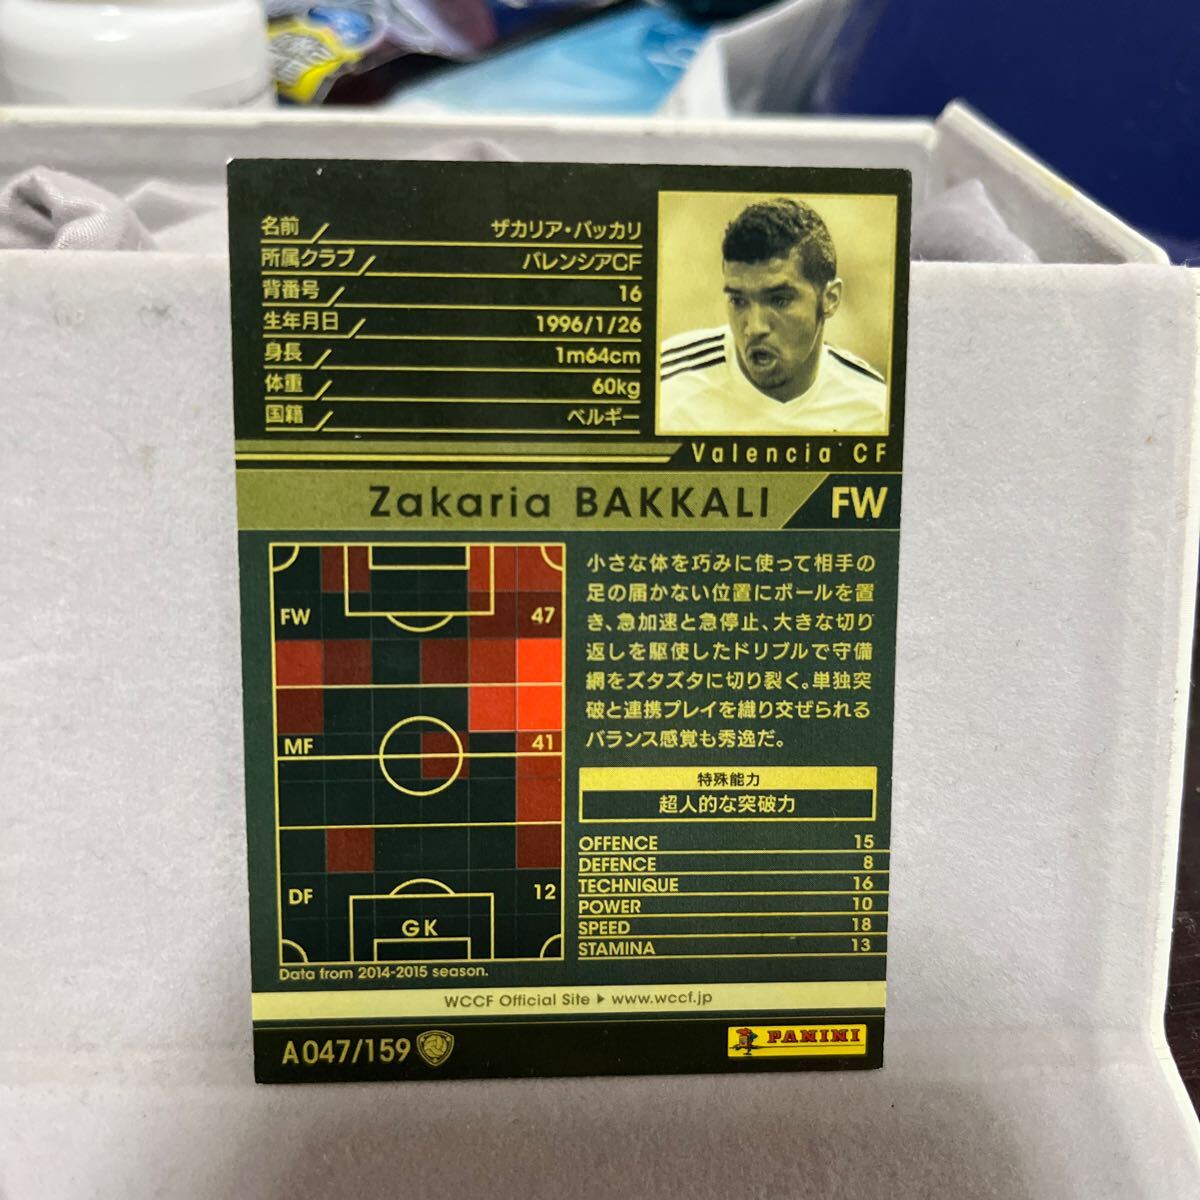 名前 ザカリア・バッカリ
所属クラブ バレンシアCF
背番号 16
生年月日 1996/1/26
身長 1m64cm
体重 60kg
国籍 ベルギー
Valencia CF
Zakaria BAKKALI FW
FW 47
MF 41
DF 12
GK
Data from 2014-2015 season.
小さな体を巧みに使って相手の
足の届かない位置にボールを置
き、急加速と急停止、大きな切り
返しを駆使したドリブルで守備
網をズタズタに切り裂く。単独突
破と連携プレイを織り交ぜられる
バランス感覚も秀逸だ。
特殊能力
超人的な突破力
OFFENCE 15
DEFENCE 8
TECHNIQUE 16
POWER 10
SPEED 18
STAMINA 13
WCCF Official Site ▶ www.wccf.jp
A047/159
PANINI